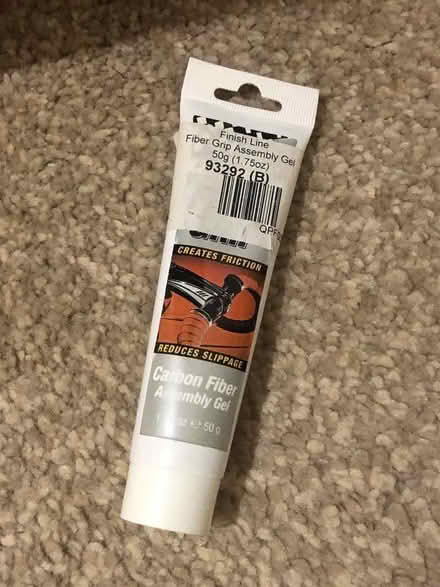 Finish Line
Fiber Grip Assembly Gel
50g (1.75oz)
93292 (B)
CREATES FRICTION
REDUCES SLIPPAGE
Carbon Fiber
Assembly Gel
50 g